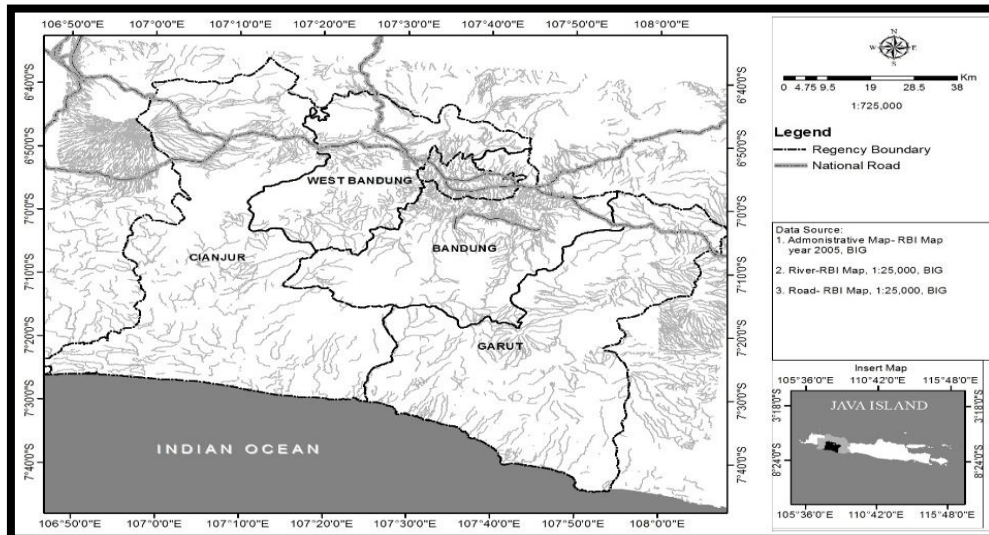 106°50'0"E 107°0'0"E 107°10'0"E 107°20'0"E 107°30'0"E 107°40'0"E 107°50'0"E 108°0'0"E
6°40'0"S 6°40'0"S
6°50'0"S 6°50'0"S
7°0'0"S 7°0'0"S
7°10'0"S 7°10'0"S
7°20'0"S 7°20'0"S
7°30'0"S 7°30'0"S
7°40'0"S 7°40'0"S
WEST BANDUNG
BANDUNG
CIANJUR
GARUT
INDIAN OCEAN
106°50'0"E 107°0'0"E 107°10'0"E 107°20'0"E 107°30'0"E 107°40'0"E 107°50'0"E 108°0'0"E
N
W E
S
Km
0 4.75 9.5 19 28.5 38
1:725,000
Legend
Regency Boundary
National Road
Data Source:
1. Admonistrative Map- RBI Map
year 2005, BIG
2. River-RBI Map, 1:25,000, BIG
3. Road- RBI Map, 1:25,000, BIG
Insert Map
105°36'0"E 110°42'0"E 115°48'0"E
3°18'0"S 3°18'0"S
JAVA ISLAND
8°24'0"S 8°24'0"S
105°36'0"E 110°42'0"E 115°48'0"E